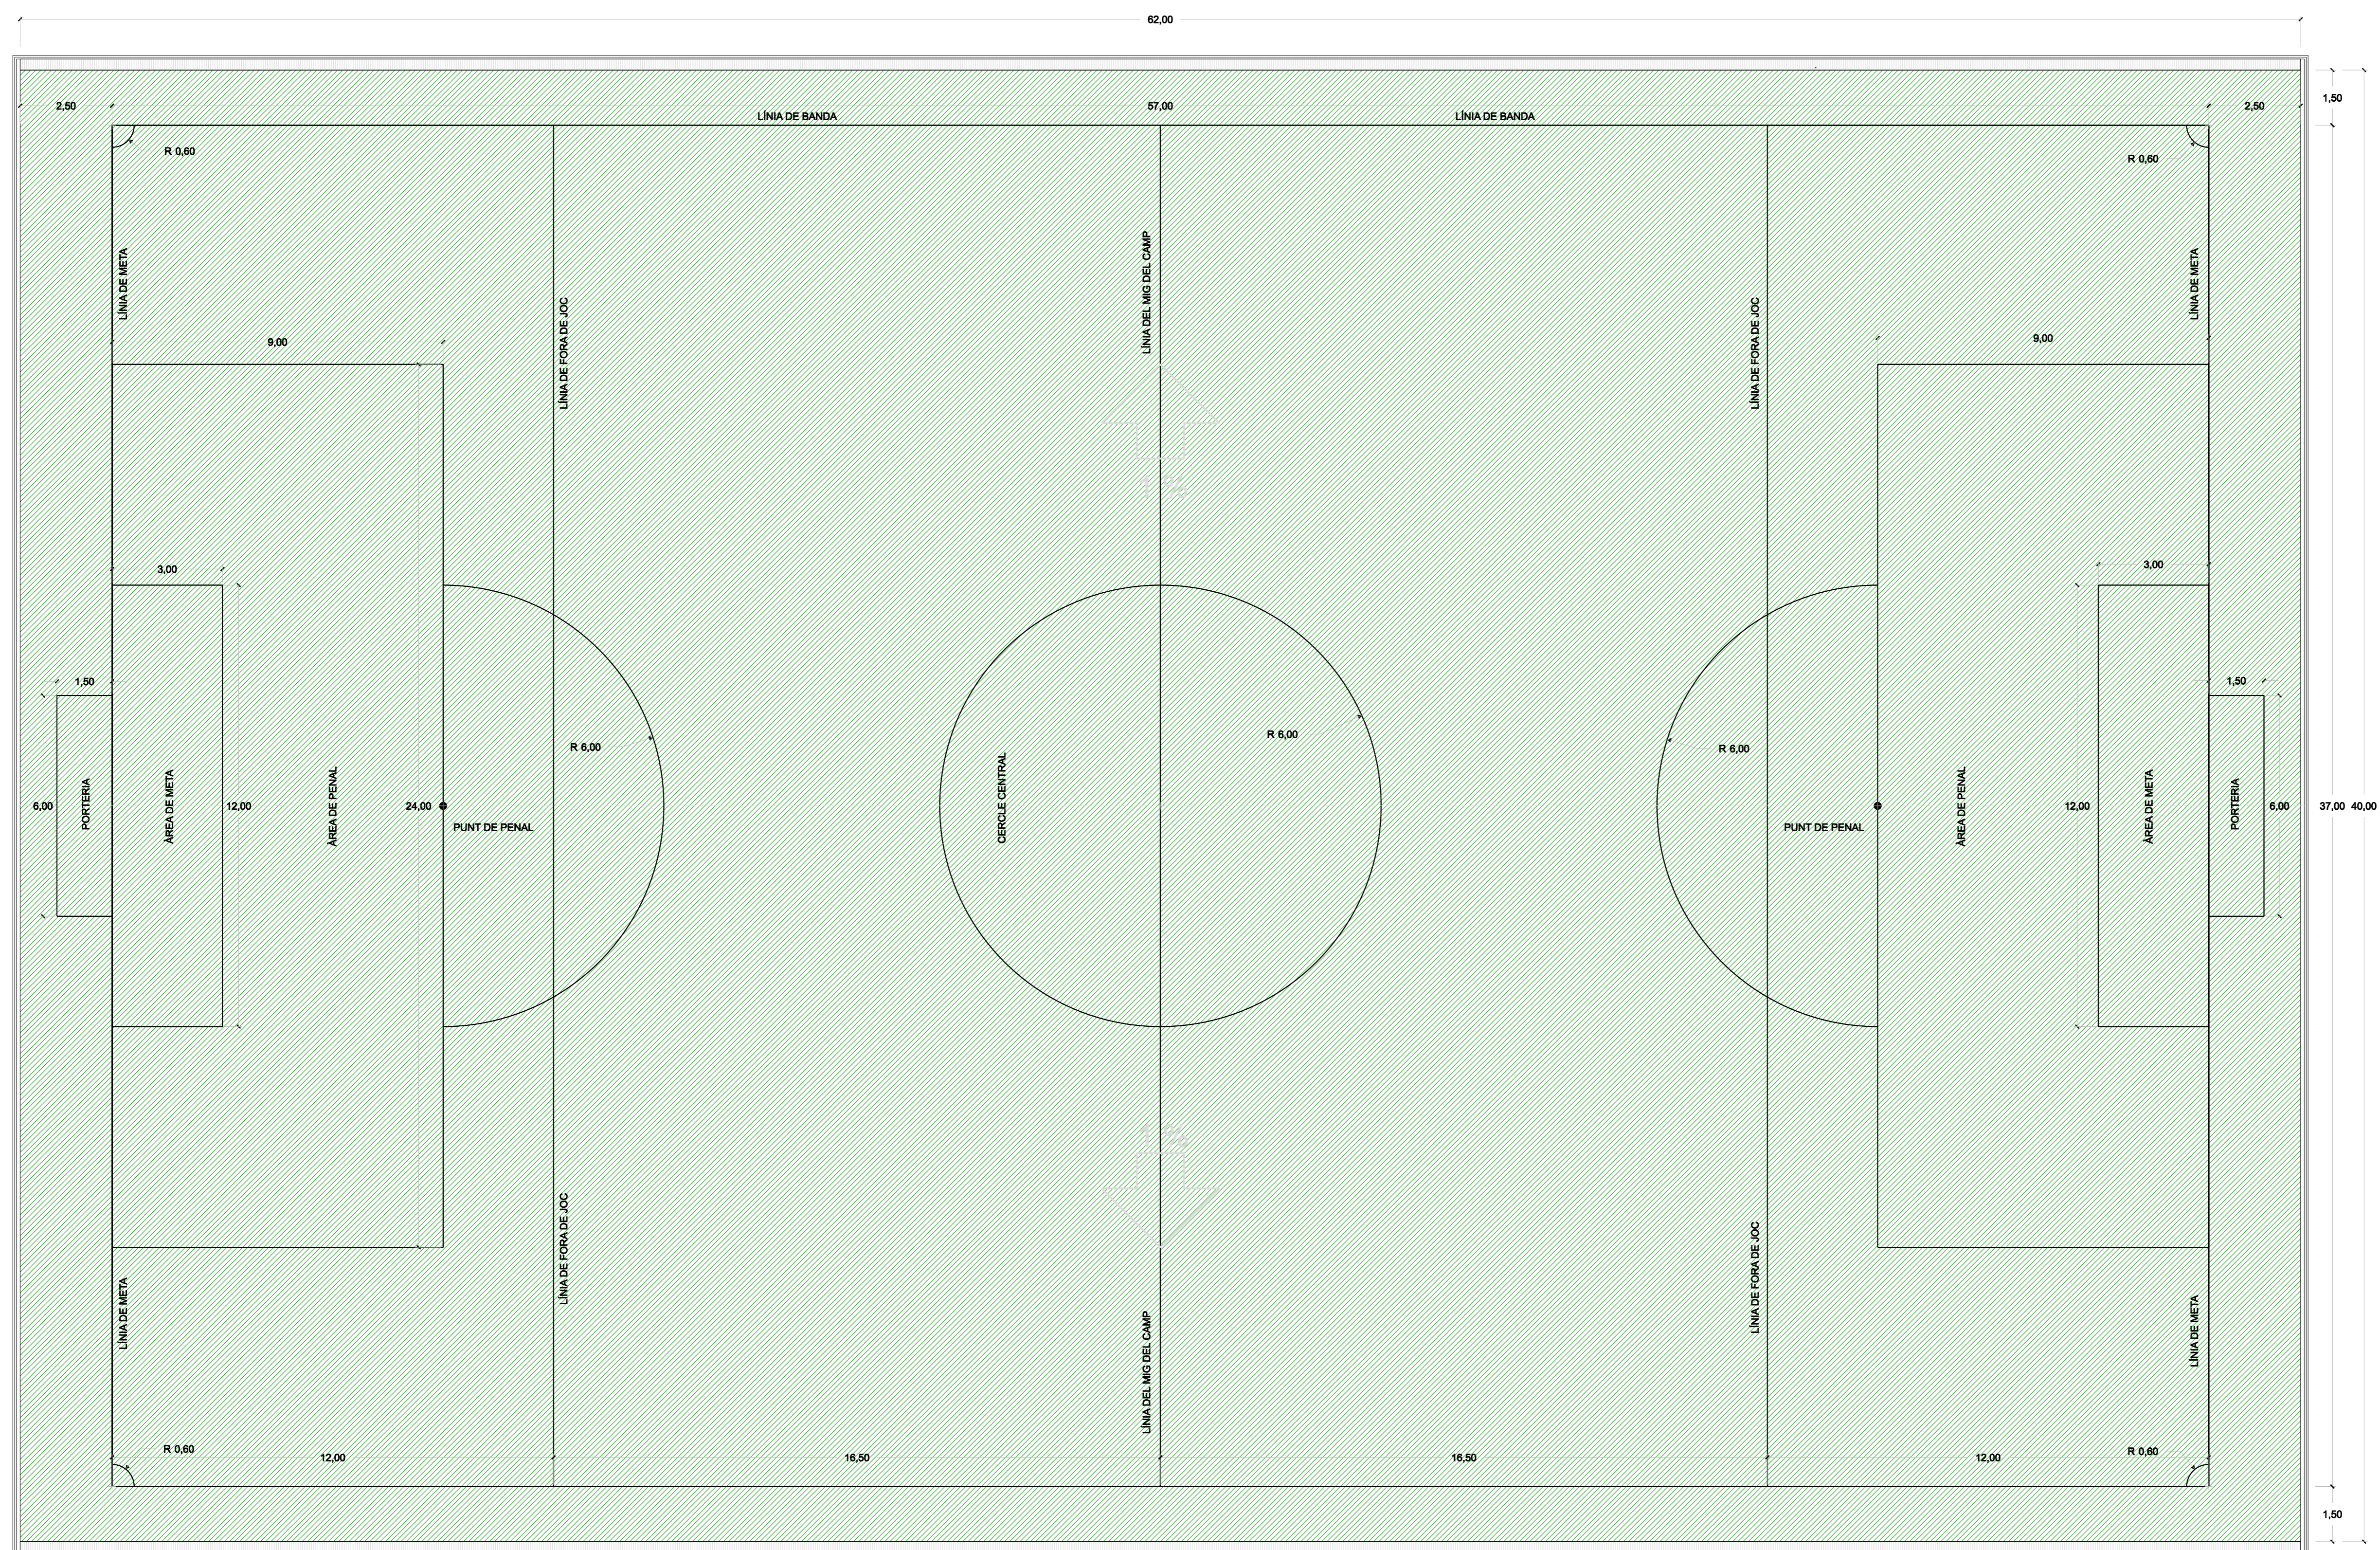 62,00
2,50
57,00
2,50
1,50
LÍNIA DE BANDA
LÍNIA DE BANDA
R 0,60
R 0,60
LÍNIA DE META
LÍNIA DE FORA DE JOC
LÍNIA DEL MIG DEL CAMP
LÍNIA DE FORA DE JOC
LÍNIA DE META
9,00
9,00
3,00
3,00
1,50
1,50
R 6,00
R 6,00
R 6,00
6,00
PORTERIA
ÀREA DE META
12,00
ÀREA DE PENAL
24,00
PUNT DE PENAL
CERCLE CENTRAL
PUNT DE PENAL
ÀREA DE PENAL
12,00
ÀREA DE META
PORTERIA
6,00
37,00
40,00
LÍNIA DE META
LÍNIA DE FORA DE JOC
LÍNIA DEL MIG DEL CAMP
LÍNIA DE FORA DE JOC
LÍNIA DE META
R 0,60
R 0,60
12,00
16,50
16,50
12,00
1,50